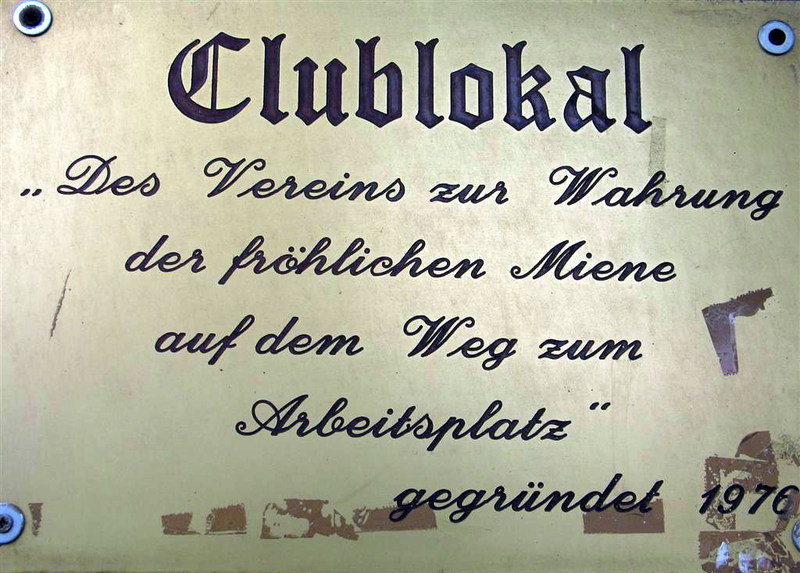 Clublokal
„Des Vereins zur Wahrung
der fröhlichen Miene
auf dem Weg zum
Arbeitsplatz“
gegründet 1976